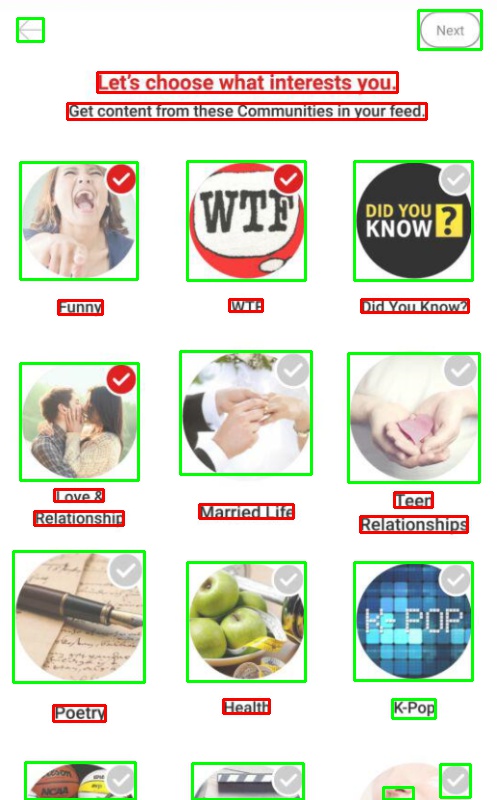 Next
Let's choose what interests you.
Get content from these Communities in your feed.
WTF
DID YOU
KNOW ?
Funny
WTF
Did You Know?
Love &
Relationship
Married Life
Teen
Relationships
K-POP
Poetry
Health
K-Pop
NCAA